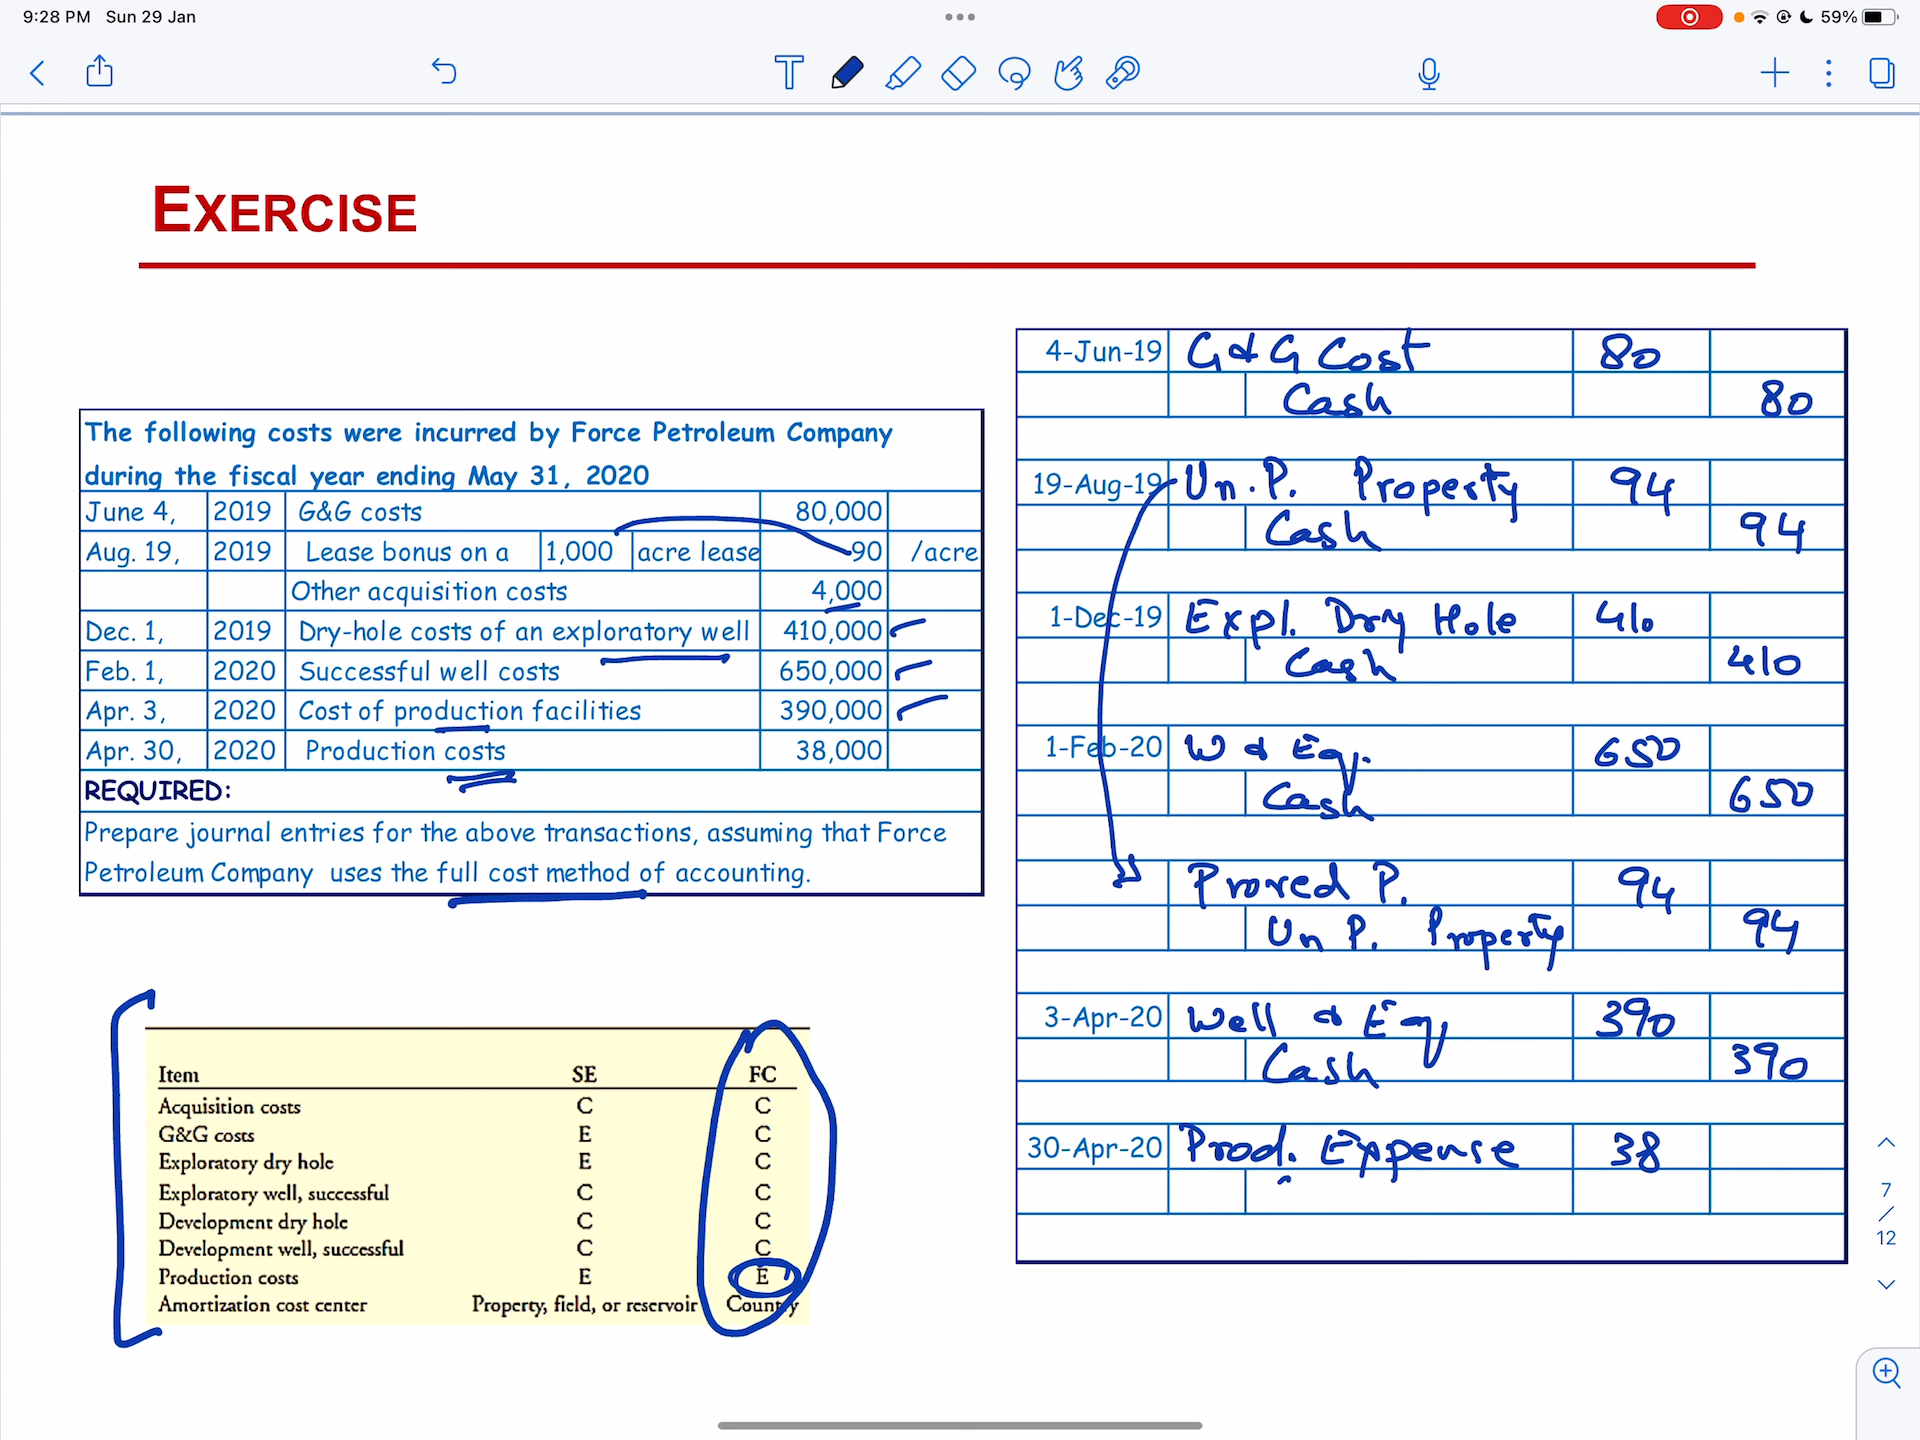 9:28 PM Sun 29 Jan
59%
EXERCISE
The following costs were incurred by Force Petroleum Company
during the fiscal year ending May 31, 2020
June 4, 2019 G&G costs 80,000
Aug. 19, 2019 Lease bonus on a 1,000 acre lease 90 /acre
Other acquisition costs 4,000
Dec. 1, 2019 Dry-hole costs of an exploratory well 410,000
Feb. 1, 2020 Successful well costs 650,000
Apr. 3, 2020 Cost of production facilities 390,000
Apr. 30, 2020 Production costs 38,000
REQUIRED:
Prepare journal entries for the above transactions, assuming that Force
Petroleum Company uses the full cost method of accounting.
Item SE FC
Acquisition costs C C
G&G costs E C
Exploratory dry hole E C
Exploratory well, successful C C
Development dry hole C C
Development well, successful C C
Production costs E E
Amortization cost center Property, field, or reservoir Country
4-Jun-19 G & G Cost 80
Cash 80
19-Aug-19 Un. P. Property 94
Cash 94
1-Dec-19 Expl. Dry Hole 410
Cash 410
1-Feb-20 W & Eq. 650
Cash 650
Proved P. 94
Un P. Property 94
3-Apr-20 Well & Eq 390
Cash 390
30-Apr-20 Prod. Expense 38
7
/
12